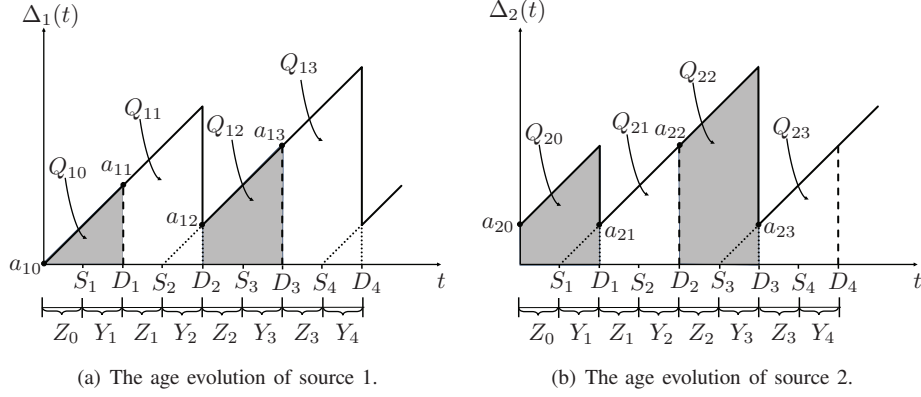 Δ₁(t)
Q₁₃
Q₁₁
Q₁₂
a₁₃
Q₁₀
a₁₁
a₁₂
a₁₀
S₁ D₁ S₂ D₂ S₃ D₃ S₄ D₄ t
Z₀ Y₁ Z₁ Y₂ Z₂ Y₃ Z₃ Y₄
(a) The age evolution of source 1.
Δ₂(t)
Q₂₂
Q₂₀
Q₂₁
a₂₂
Q₂₃
a₂₀
a₂₁
a₂₃
S₁ D₁ S₂ D₂ S₃ D₃ S₄ D₄ t
Z₀ Y₁ Z₁ Y₂ Z₂ Y₃ Z₃ Y₄
(b) The age evolution of source 2.